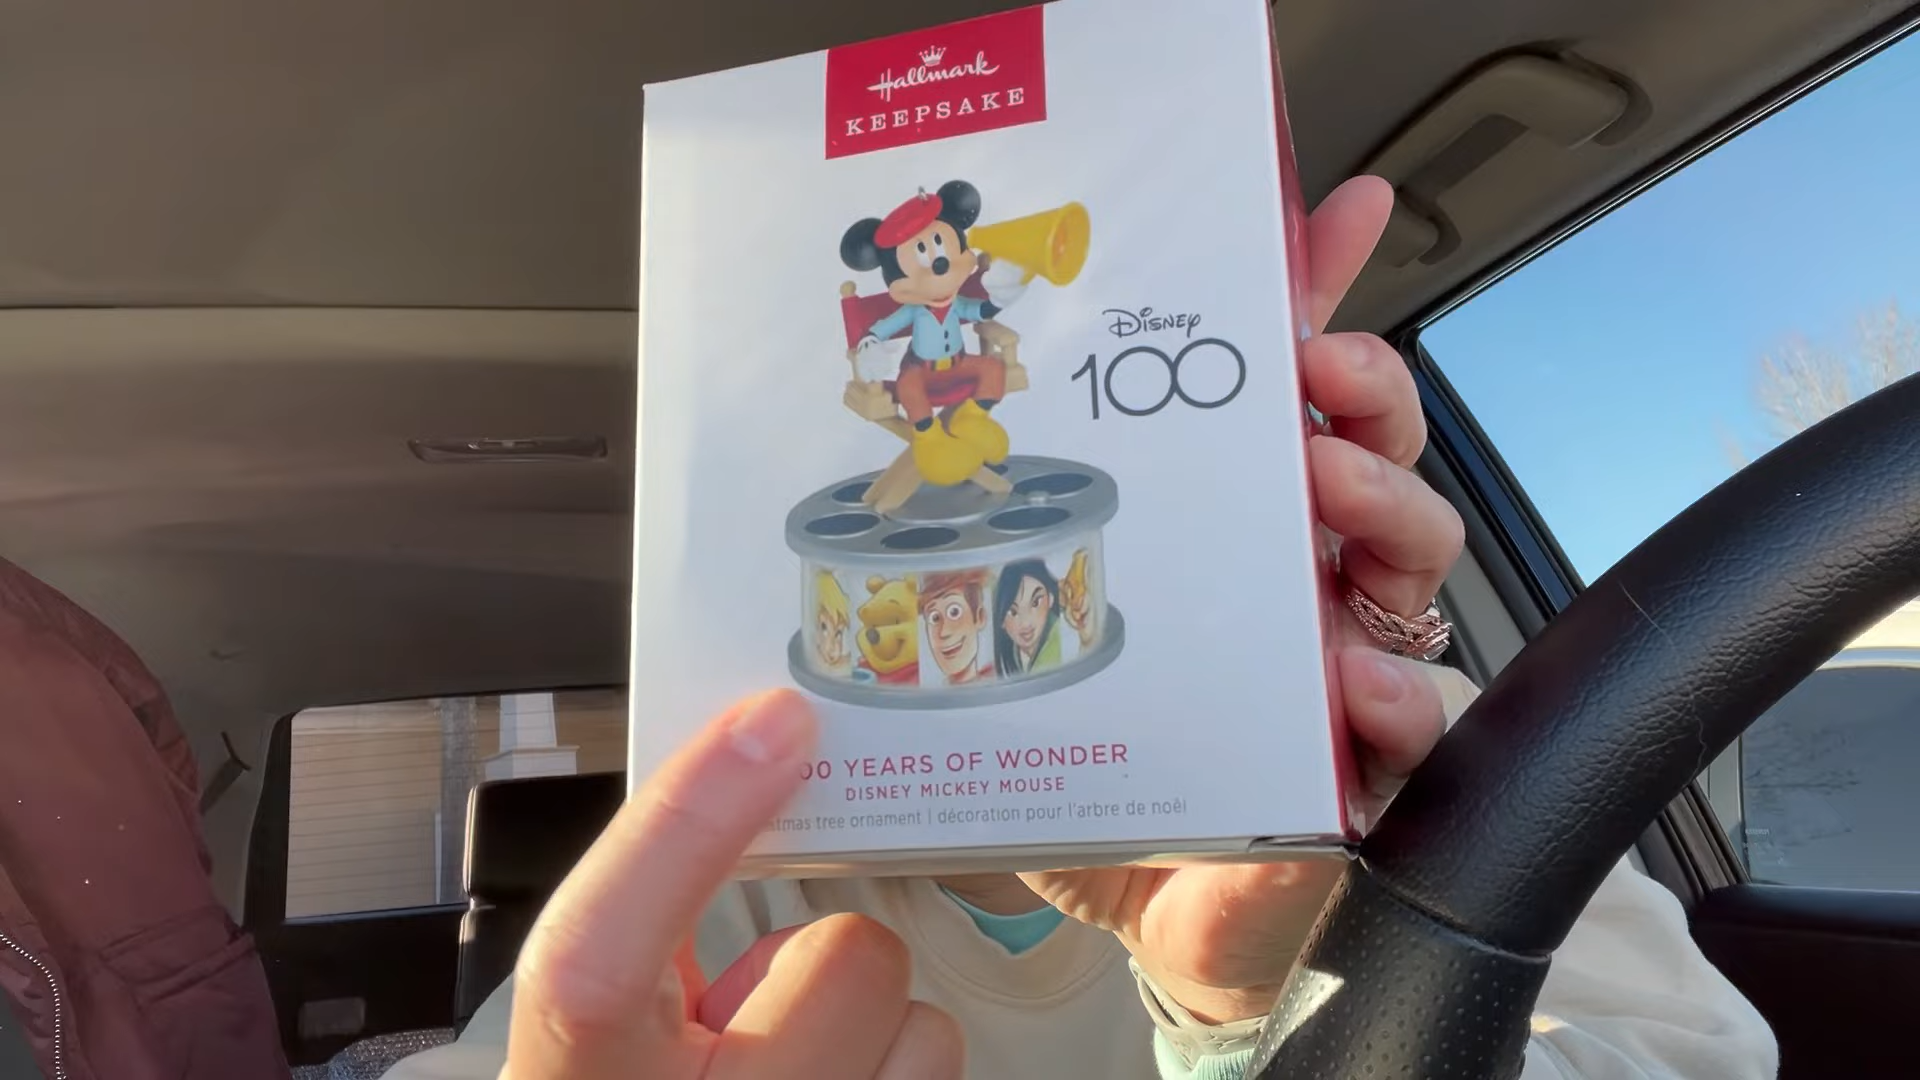 Hallmark
KEEPSAKE
Disney
100
00 YEARS OF WONDER
DISNEY MICKEY MOUSE
tmas tree ornament | décoration pour l'arbre de noël